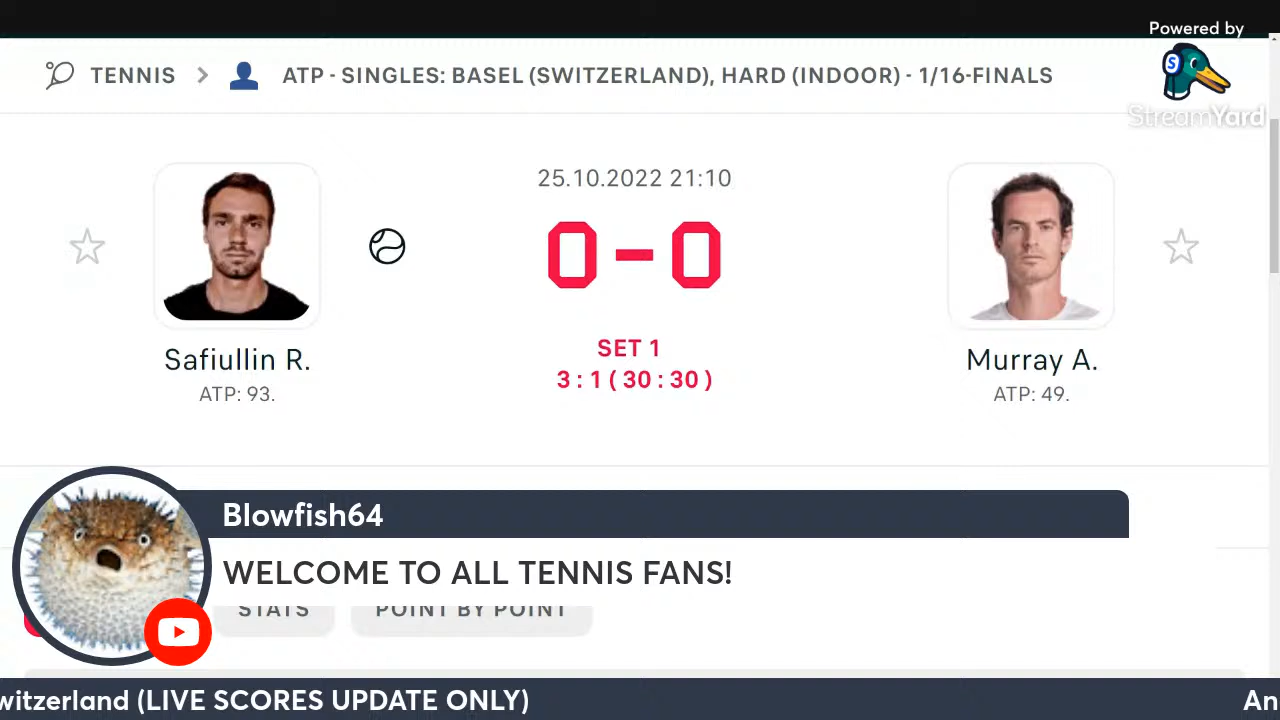 Powered by
StreamYard
TENNIS
ATP - SINGLES: BASEL (SWITZERLAND), HARD (INDOOR) - 1/16-FINALS
25.10.2022 21:10
0 - 0
SET 1
3 : 1 ( 30 : 30 )
Safiullin R.
ATP: 93.
Murray A.
ATP: 49.
Blowfish64
WELCOME TO ALL TENNIS FANS!
STATS
POINT BY POINT
witzerland (LIVE SCORES UPDATE ONLY)
An